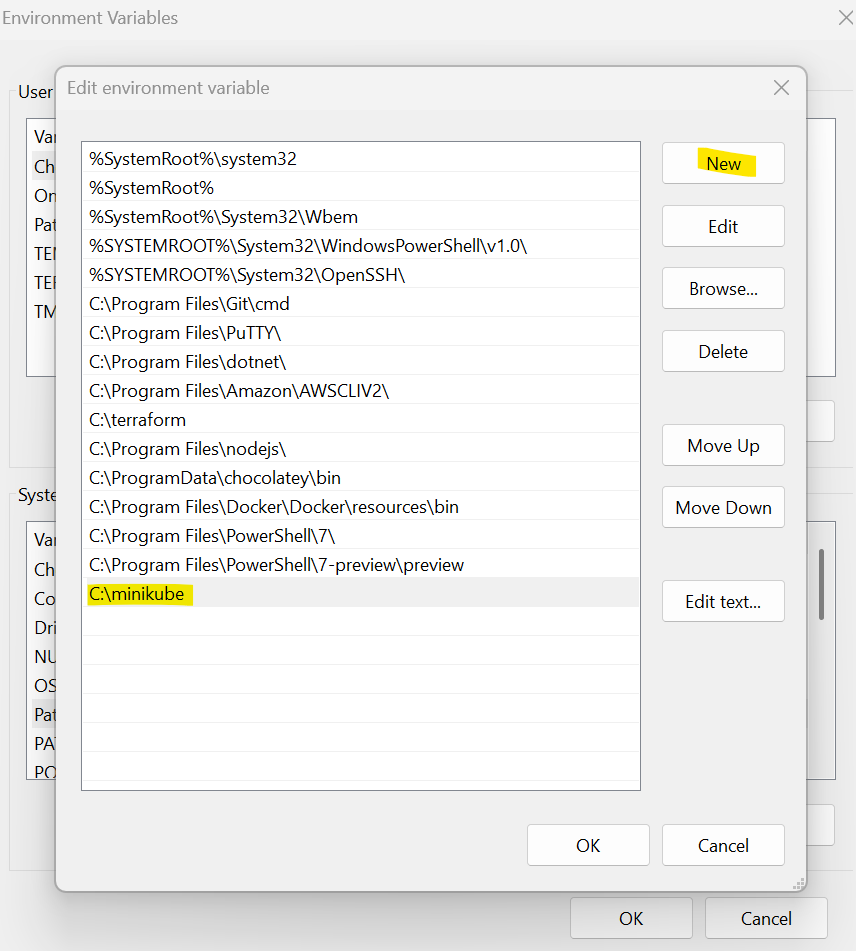 Environment Variables
Edit environment variable
User
Va
Ch
On
Pat
TE
TE
TM
%SystemRoot%\system32
%SystemRoot%
%SystemRoot%\System32\Wbem
%SYSTEMROOT%\System32\WindowsPowerShell\v1.0\
%SYSTEMROOT%\System32\OpenSSH\
C:\Program Files\Git\cmd
C:\Program Files\PuTTY\
C:\Program Files\dotnet\
C:\Program Files\Amazon\AWSCLIV2\
C:\terraform
C:\Program Files\nodejs\
C:\ProgramData\chocolatey\bin
C:\Program Files\Docker\Docker\resources\bin
C:\Program Files\PowerShell\7\
C:\Program Files\PowerShell\7-preview\preview
C:\minikube
New
Edit
Browse...
Delete
Move Up
Move Down
Edit text...
Syste
Va
Ch
Co
Dri
NU
OS
Pat
PA
PO
OK
Cancel
OK
Cancel